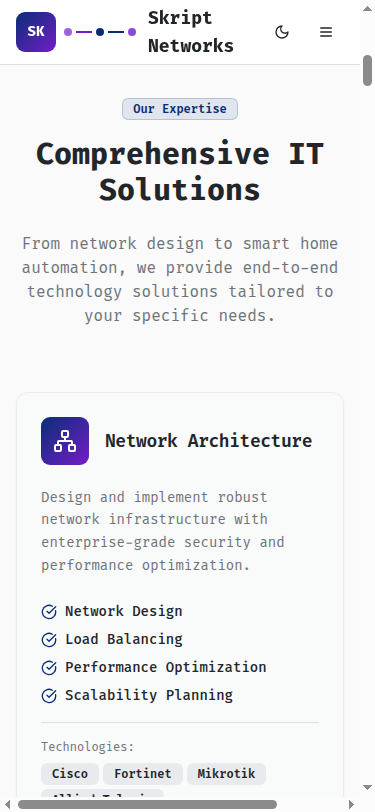 SK
Skript
Networks
Our Expertise
Comprehensive IT
Solutions
From network design to smart home
automation, we provide end-to-end
technology solutions tailored to
your specific needs.
Network Architecture
Design and implement robust
network infrastructure with
enterprise-grade security and
performance optimization.
Network Design
Load Balancing
Performance Optimization
Scalability Planning
Technologies:
Cisco Fortinet Mikrotik